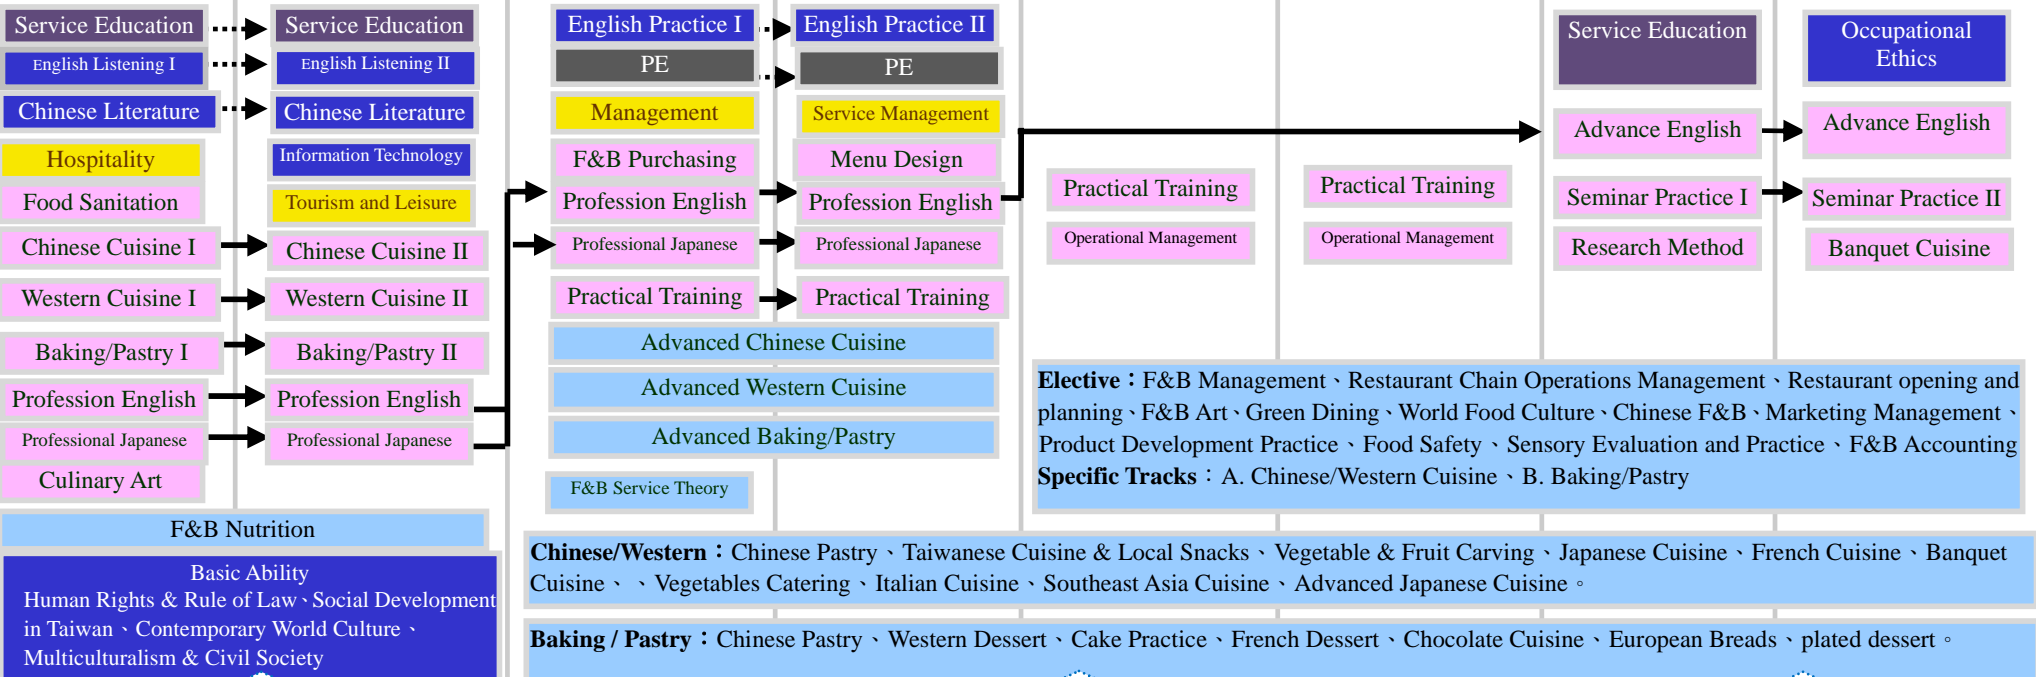 Service Education
English Listening I
Chinese Literature
Hospitality
Food Sanitation
Chinese Cuisine I
Western Cuisine I
Baking/Pastry I
Profession English
Professional Japanese
Culinary Art
Service Education
English Listening II
Chinese Literature
Information Technology
Tourism and Leisure
Chinese Cuisine II
Western Cuisine II
Baking/Pastry II
Profession English
Professional Japanese
F&B Nutrition
Basic Ability
Human Rights & Rule of Law、Social Development
in Taiwan、Contemporary World Culture、
Multiculturalism & Civil Society
English Practice I
PE
Management
F&B Purchasing
Profession English
Professional Japanese
Practical Training
English Practice II
PE
Service Management
Menu Design
Profession English
Professional Japanese
Practical Training
Advanced Chinese Cuisine
Advanced Western Cuisine
Advanced Baking/Pastry
F&B Service Theory
Practical Training
Operational Management
Practical Training
Operational Management
Service Education
Advance English
Seminar Practice I
Research Method
Occupational
Ethics
Advance English
Seminar Practice II
Banquet Cuisine
Elective：F&B Management、Restaurant Chain Operations Management、Restaurant opening and
planning、F&B Art、Green Dining、World Food Culture、Chinese F&B、Marketing Management、
Product Development Practice、Food Safety、Sensory Evaluation and Practice、F&B Accounting
Specific Tracks：A. Chinese/Western Cuisine、B. Baking/Pastry
Chinese/Western：Chinese Pastry、Taiwanese Cuisine & Local Snacks、Vegetable & Fruit Carving、Japanese Cuisine、French Cuisine、Banquet
Cuisine、、Vegetables Catering、Italian Cuisine、Southeast Asia Cuisine、Advanced Japanese Cuisine。
Baking / Pastry：Chinese Pastry、Western Dessert、Cake Practice、French Dessert、Chocolate Cuisine、European Breads、plated dessert。